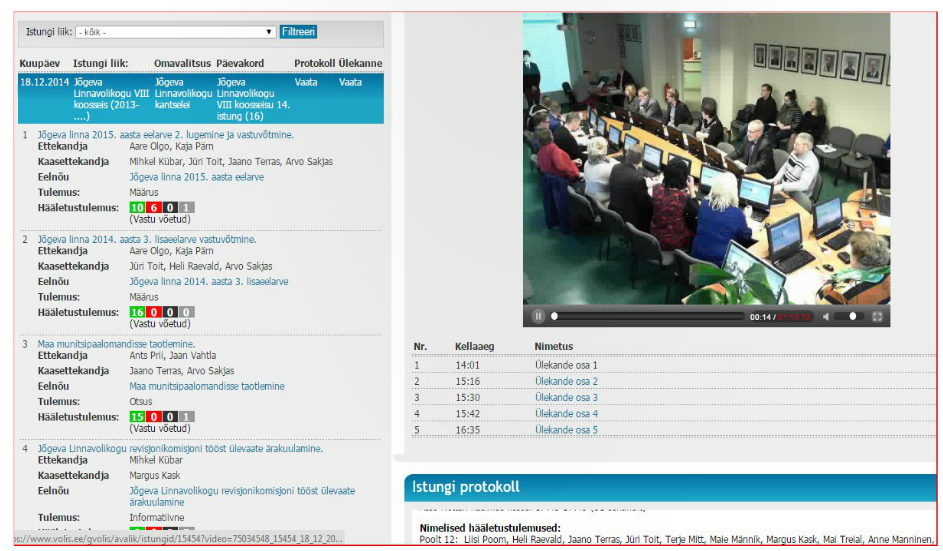 Istungi liik: - kõik - Filtreeri
Kuupäev Istungi liik: Omavalitsus Päevakord Protokoll Ülekanne
18.12.2014 Jõgeva Jõgeva Jõgeva Vaata Vaata
Linnavolikogu VIII Linnavolikogu Linnavolikogu
koosseis (2013- kantselei VIII koosseisu 14.
....) istung (16)
1 Jõgeva linna 2015. aasta eelarve 2. lugemine ja vastuvõtmine.
Ettekandja Aare Olgo, Kaja Pärn
Kaasettekandja Mihkel Kübar, Jüri Toit, Jaano Terras, Arvo Sakjas
Eelnõu Jõgeva linna 2015. aasta eelarve
Tulemus: Määrus
Hääletustulemus: 10 6 0 1
(Vastu võetud)
2 Jõgeva linna 2014. aasta 3. lisaeelarve vastuvõtmine.
Ettekandja Aare Olgo, Kaja Pärn
Kaasettekandja Jüri Toit, Heli Raevald, Arvo Sakjas
Eelnõu Jõgeva linna 2014. aasta 3. lisaeelarve
Tulemus: Määrus
Hääletustulemus: 16 0 0 0
(Vastu võetud)
3 Maa munitsipaalomandisse taotlemine.
Ettekandja Ants Prii, Jaan Vahtla
Kaasettekandja Jaano Terras, Arvo Sakjas
Eelnõu Maa munitsipaalomandisse taotlemine
Tulemus: Otsus
Hääletustulemus: 15 0 0 1
(Vastu võetud)
4 Jõgeva Linnavolikogu revisjonikomisjoni tööst ülevaate ärakuulamine.
Ettekandja Mihkel Kübar
Kaasettekandja Margus Kask
Eelnõu Jõgeva Linnavolikogu revisjonikomisjoni tööst ülevaate
ärakuulamine
Tulemus: Informatiivne
ps://www.volis.ee/gvolis/avalik/istungid/15454?video=75034548_15454_18_12_20...
00:14 / 01:10:10
Nr. Kellaaeg Nimetus
1 14:01 Ülekande osa 1
2 15:16 Ülekande osa 2
3 15:30 Ülekande osa 3
4 15:42 Ülekande osa 4
5 16:35 Ülekande osa 5
Istungi protokoll
Nimelised hääletustulemused:
Poolt 12: Liisi Poom, Heli Raevald, Jaano Terras, Jüri Toit, Terje Mitt, Maie Männik, Margus Kask, Mai Treial, Anne Manninen,